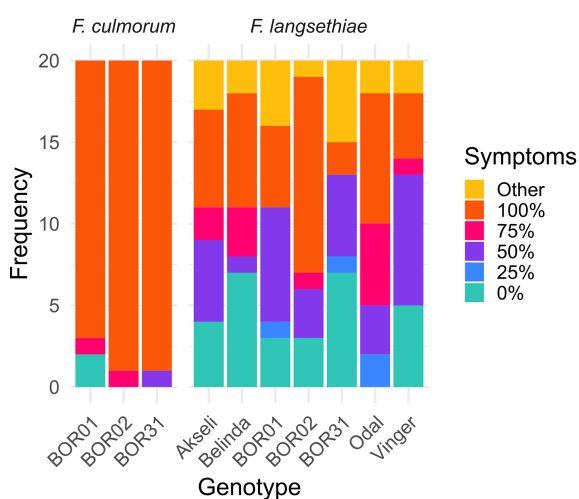 F. culmorum
F. langsethiae
Frequency
20
15
10
5
0
BOR01
BOR02
BOR31
Akseli
Belinda
BOR01
BOR02
BOR31
Odal
Vinger
Genotype
Symptoms
Other
100%
75%
50%
25%
0%